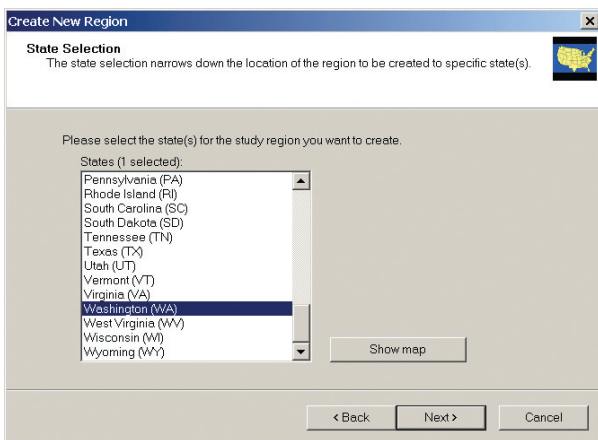 Create New Region
State Selection
The state selection narrows down the location of the region to be created to specific state(s).
Please select the state(s) for the study region you want to create.
States (1 selected):
Pennsylvania (PA)
Rhode Island (RI)
South Carolina (SC)
South Dakota (SD)
Tennessee (TN)
Texas (TX)
Utah (UT)
Vermont (VT)
Virginia (VA)
Washington (WA)
West Virginia (WV)
Wisconsin (WI)
Wyoming (WY)
Show map
< Back
Next >
Cancel